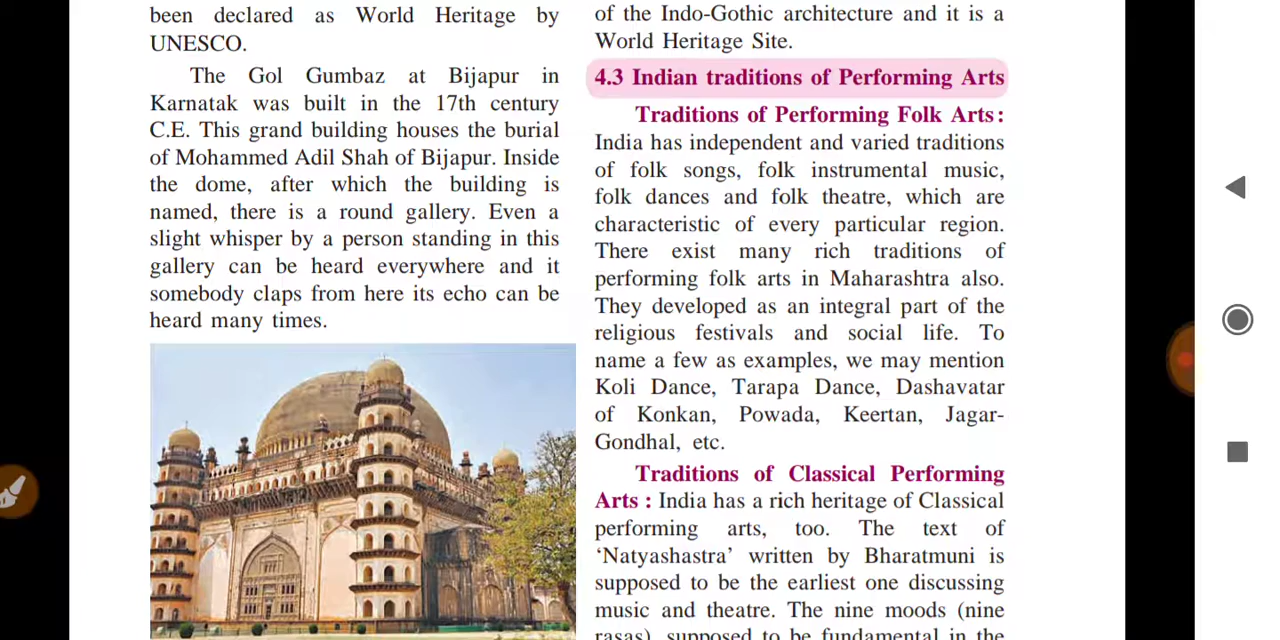 been declared as World Heritage by
UNESCO.
The Gol Gumbaz at Bijapur in
Karnatak was built in the 17th century
C.E. This grand building houses the burial
of Mohammed Adil Shah of Bijapur. Inside
the dome, after which the building is
named, there is a round gallery. Even a
slight whisper by a person standing in this
gallery can be heard everywhere and it
somebody claps from here its echo can be
heard many times.
of the Indo-Gothic architecture and it is a
World Heritage Site.
4.3 Indian traditions of Performing Arts
Traditions of Performing Folk Arts :
India has independent and varied traditions
of folk songs, folk instrumental music,
folk dances and folk theatre, which are
characteristic of every particular region.
There exist many rich traditions of
performing folk arts in Maharashtra also.
They developed as an integral part of the
religious festivals and social life. To
name a few as examples, we may mention
Koli Dance, Tarapa Dance, Dashavatar
of Konkan, Powada, Keertan, Jagar-
Gondhal, etc.
Traditions of Classical Performing
Arts : India has a rich heritage of Classical
performing arts, too. The text of
‘Natyashastra’ written by Bharatmuni is
supposed to be the earliest one discussing
music and theatre. The nine moods (nine
rasas), supposed to be fundamental in the